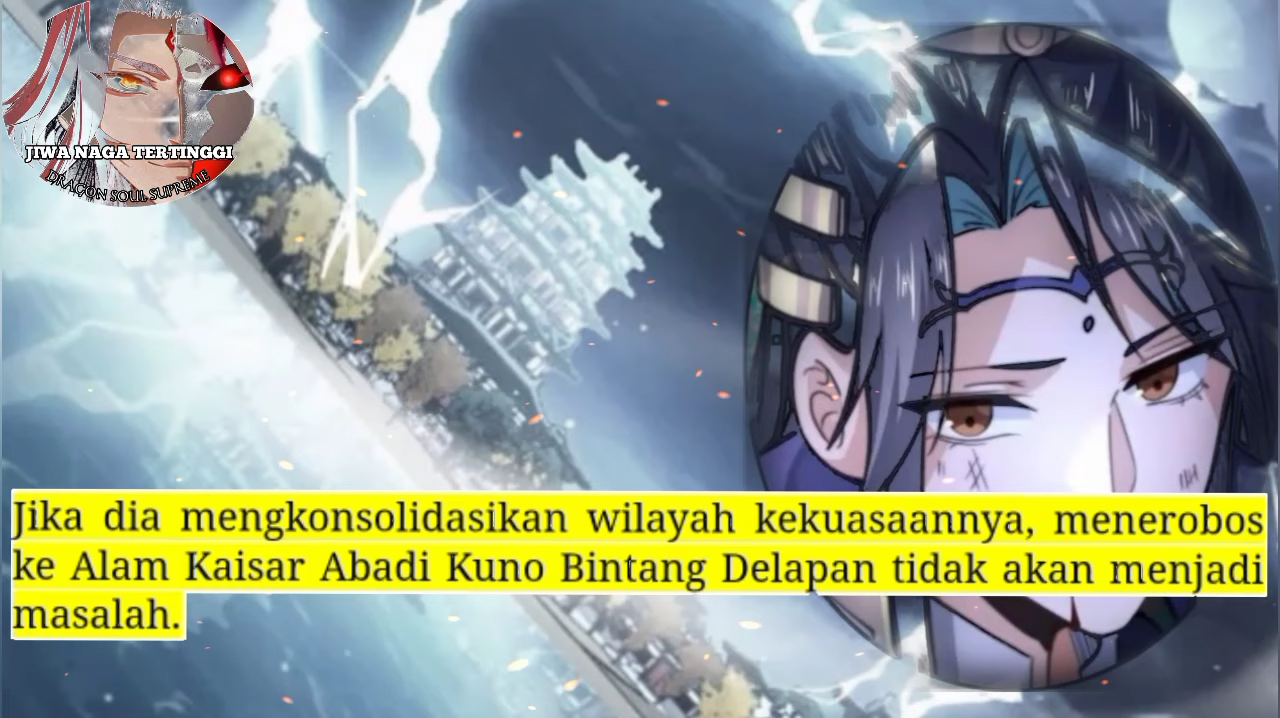 JIWA NAGA TERTINGGI
DRAGON SOUL SUPREME
Jika dia mengkonsolidasikan wilayah kekuasaannya, menerobos
ke Alam Kaisar Abadi Kuno Bintang Delapan tidak akan menjadi
masalah.